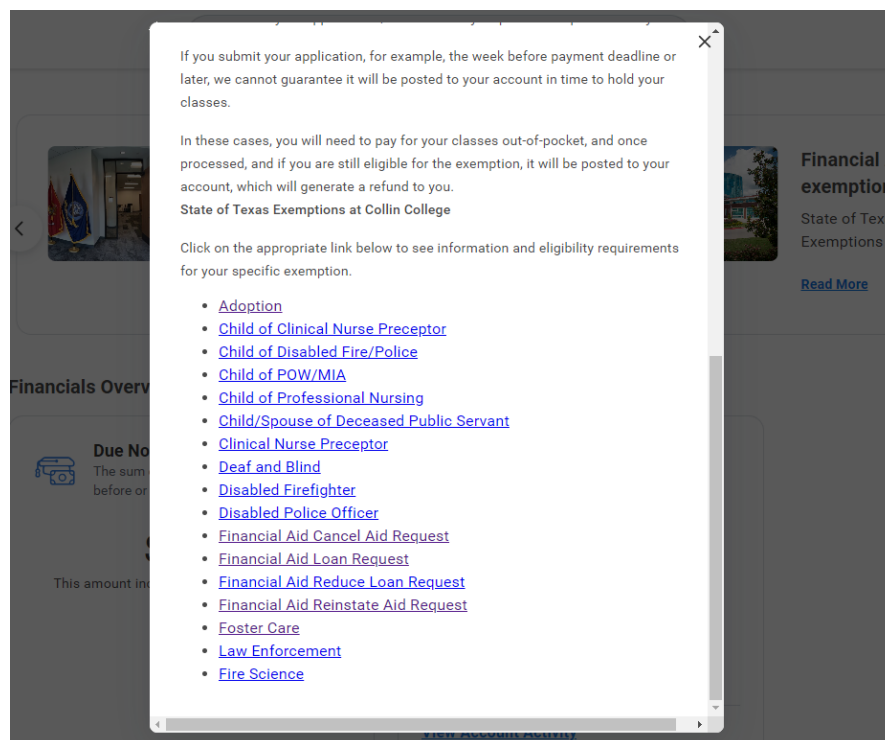 If you submit your application, for example, the week before payment deadline or
later, we cannot guarantee it will be posted to your account in time to hold your
classes.
In these cases, you will need to pay for your classes out-of-pocket, and once
processed, and if you are still eligible for the exemption, it will be posted to your
account, which will generate a refund to you.
State of Texas Exemptions at Collin College
Click on the appropriate link below to see information and eligibility requirements
for your specific exemption.
• Adoption
• Child of Clinical Nurse Preceptor
• Child of Disabled Fire/Police
• Child of POW/MIA
• Child of Professional Nursing
• Child/Spouse of Deceased Public Servant
• Clinical Nurse Preceptor
• Deaf and Blind
• Disabled Firefighter
• Disabled Police Officer
• Financial Aid Cancel Aid Request
• Financial Aid Loan Request
• Financial Aid Reduce Loan Request
• Financial Aid Reinstate Aid Request
• Foster Care
• Law Enforcement
• Fire Science
Financial
exemption
State of Tex
Exemptions
Read More
Financials Overv
Due No
The sum
before or
This amount inc
View Account Activity